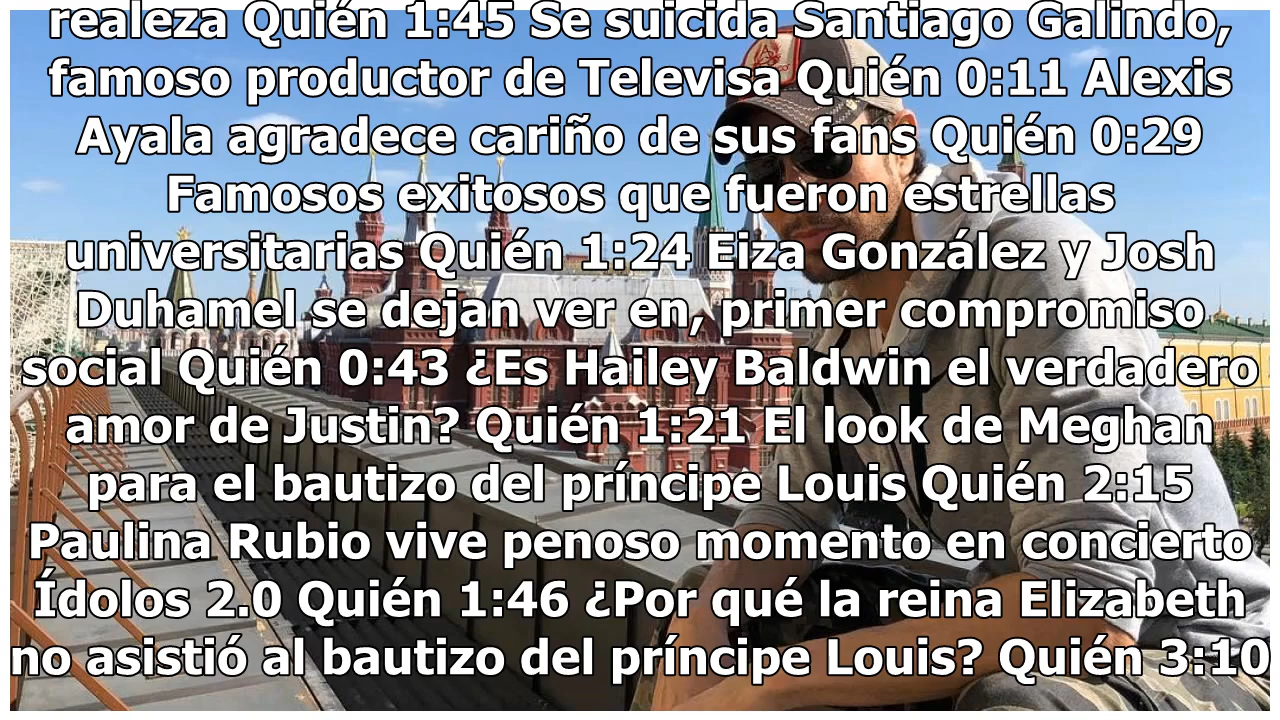 realeza Quién 1:45 Se suicida Santiago Galindo,
famoso productor de Televisa Quién 0:11 Alexis
Ayala agradece cariño de sus fans Quién 0:29
Famosos exitosos que fueron estrellas
universitarias Quién 1:24 Eiza González y Josh
Duhamel se dejan ver en, primer compromiso
social Quién 0:43 ¿Es Hailey Baldwin el verdadero
amor de Justin? Quién 1:21 El look de Meghan
para el bautizo del príncipe Louis Quién 2:15
Paulina Rubio vive penoso momento en concierto
Ídolos 2.0 Quién 1:46 ¿Por qué la reina Elizabeth
no asistió al bautizo del príncipe Louis? Quién 3:10